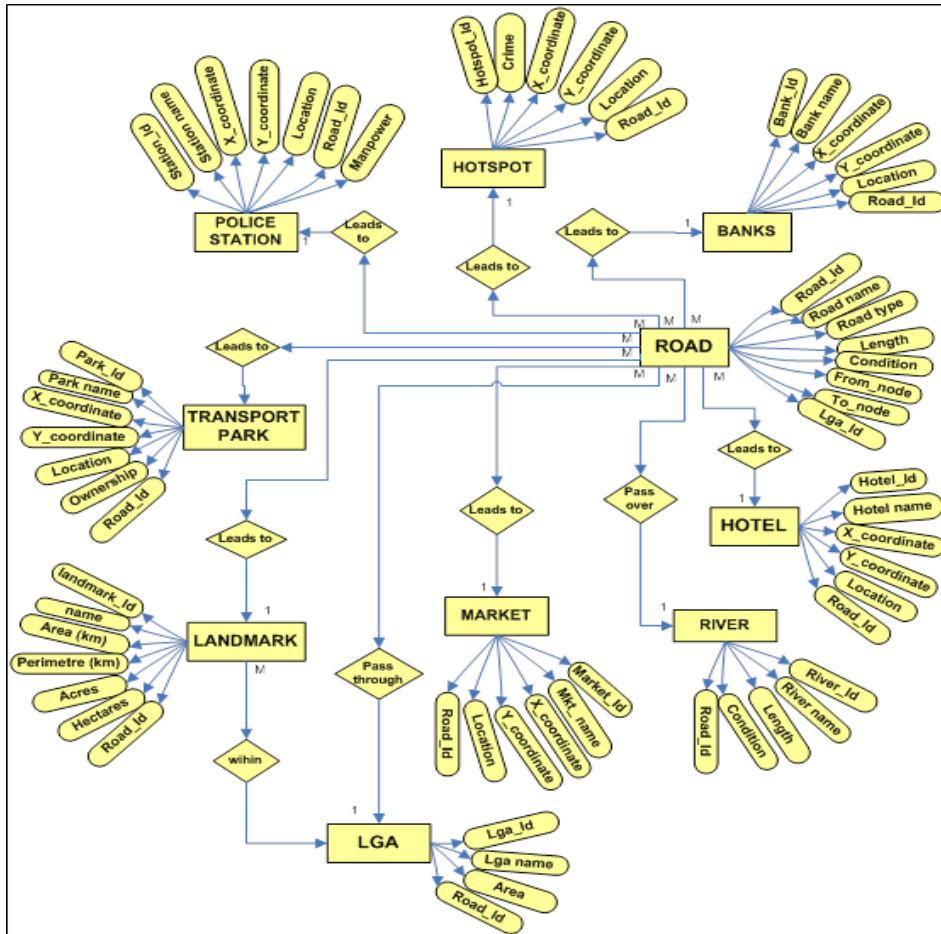 Station_id
Station name
X_coordinate
Y_coordinate
Location
Road_Id
Manpower
POLICE
STATION
1
Leads
to
Hotspot_Id
Crime
X_coordinate
Y_coordinate
Location
Road_Id
HOTSPOT
1
Leads to
Bank_Id
Bank name
X_coordinate
Y_coordinate
Location
Road_Id
BANKS
1
Leads to
M
M
M
M
M
M
M
M
ROAD
Road_Id
Road name
Road type
Length
Condition
From_node
To_node
Lga_Id
Leads to
Park_Id
Park name
X_coordinate
Y_coordinate
Location
Ownership
Road_Id
TRANSPORT
PARK
Leads to
1
landmark_Id
name
Area (km)
Perimetre (km)
Acres
Hectares
Road_Id
LANDMARK
M
wihin
Pass
through
1
LGA
Lga_Id
Lga name
Area
Road_Id
Leads to
1
MARKET
Road_Id
Location
Y_coordinate
X_coordinate
Mkt_ name
Market_Id
Pass
over
1
RIVER
Road_Id
Condition
Length
River name
River_Id
Leads to
1
HOTEL
Hotel_Id
Hotel name
X_coordinate
Y_coordinate
Location
Road_Id